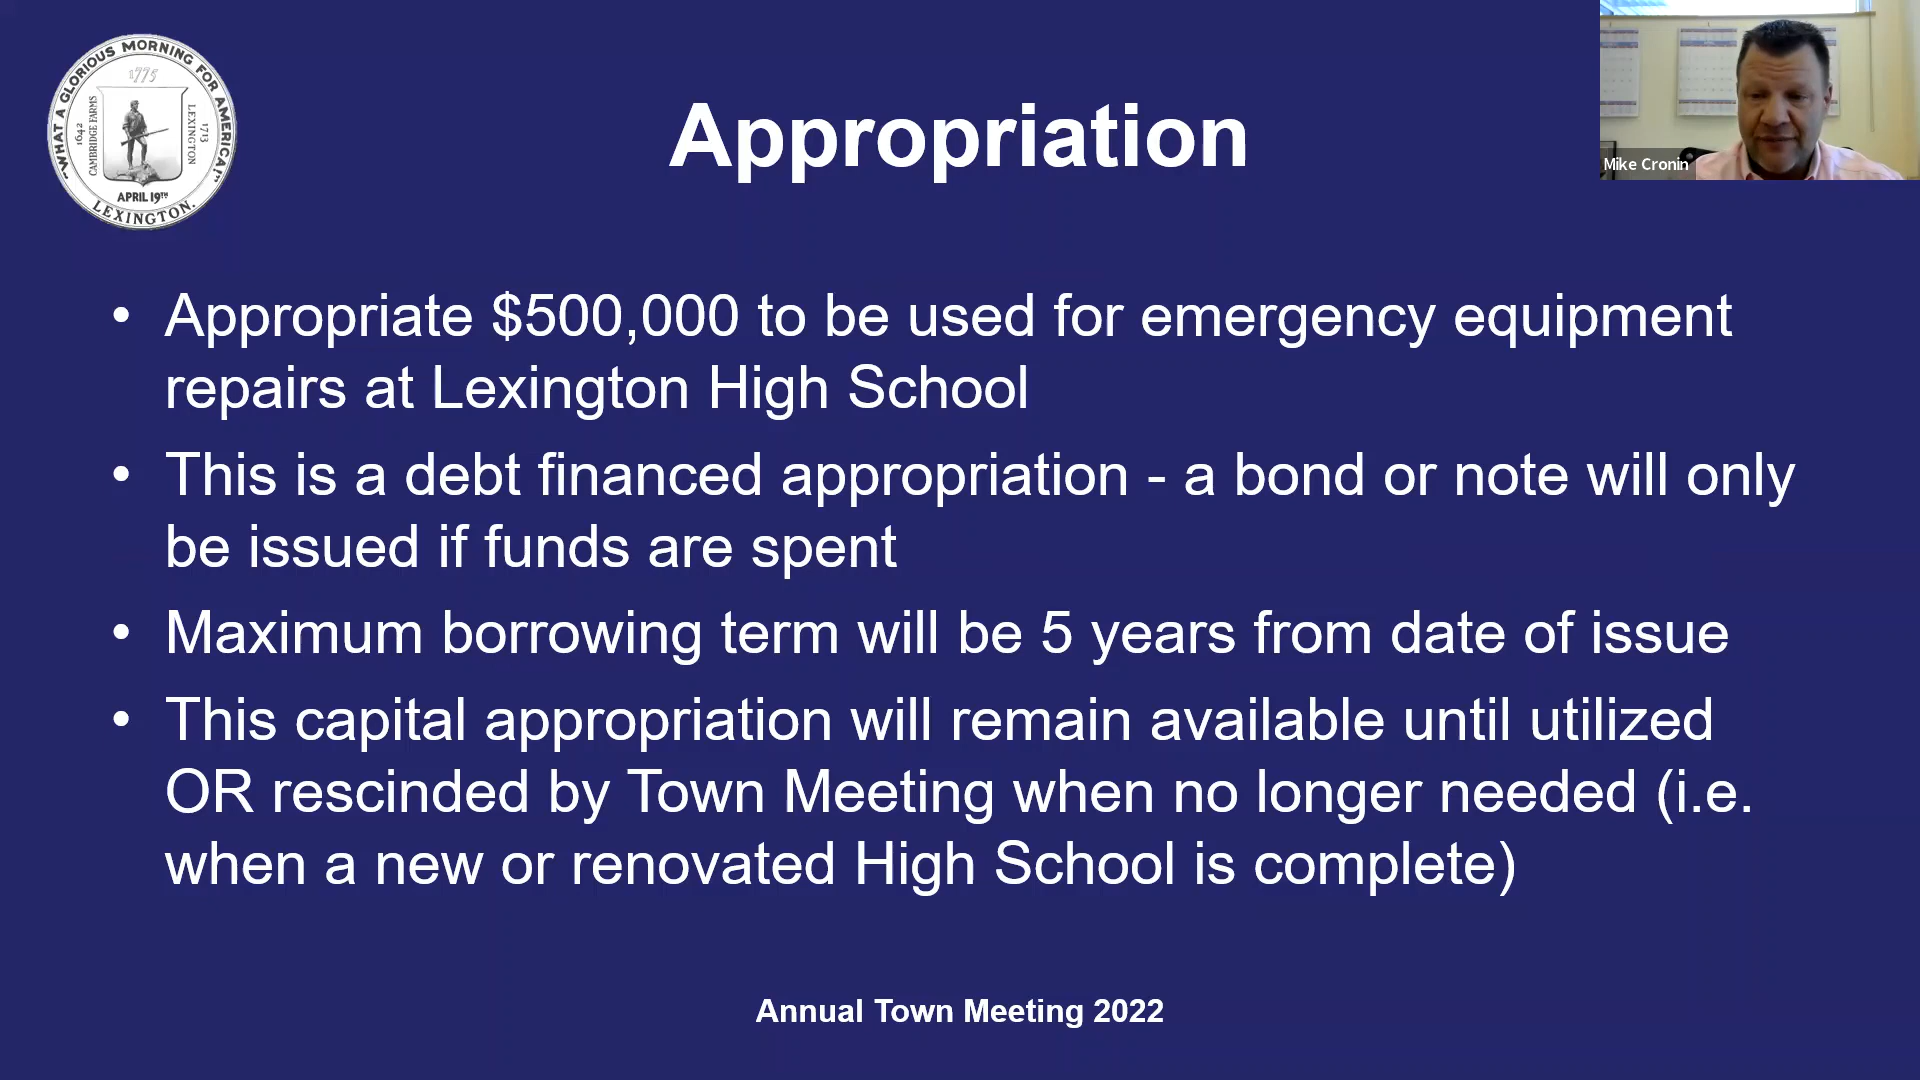 "WHAT A GLORIOUS MORNING FOR AMERICA!"
1775
1642
CAMBRIDGE FARMS
1713
LEXINGTON
APRIL 19TH
LEXINGTON.
Appropriation
Mike Cronin
• Appropriate $500,000 to be used for emergency equipment
repairs at Lexington High School
• This is a debt financed appropriation - a bond or note will only
be issued if funds are spent
• Maximum borrowing term will be 5 years from date of issue
• This capital appropriation will remain available until utilized
OR rescinded by Town Meeting when no longer needed (i.e.
when a new or renovated High School is complete)
Annual Town Meeting 2022